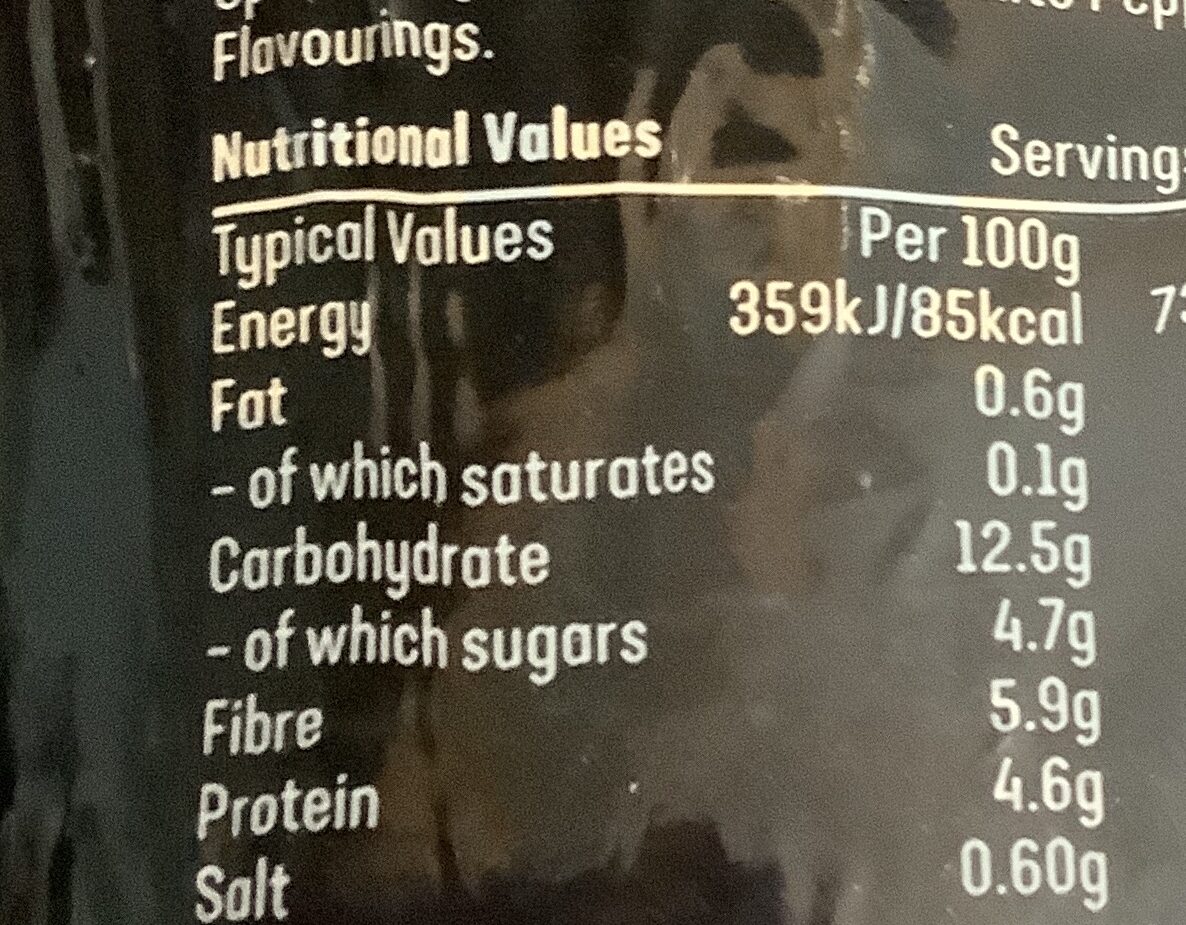 Flavourings.
Nutritional Values
Typical Values Per 100g
Energy 359kJ/85kcal
Fat 0.6g
- of which saturates 0.1g
Carbohydrate 12.5g
- of which sugars 4.7g
Fibre 5.9g
Protein 4.6g
Salt 0.60g